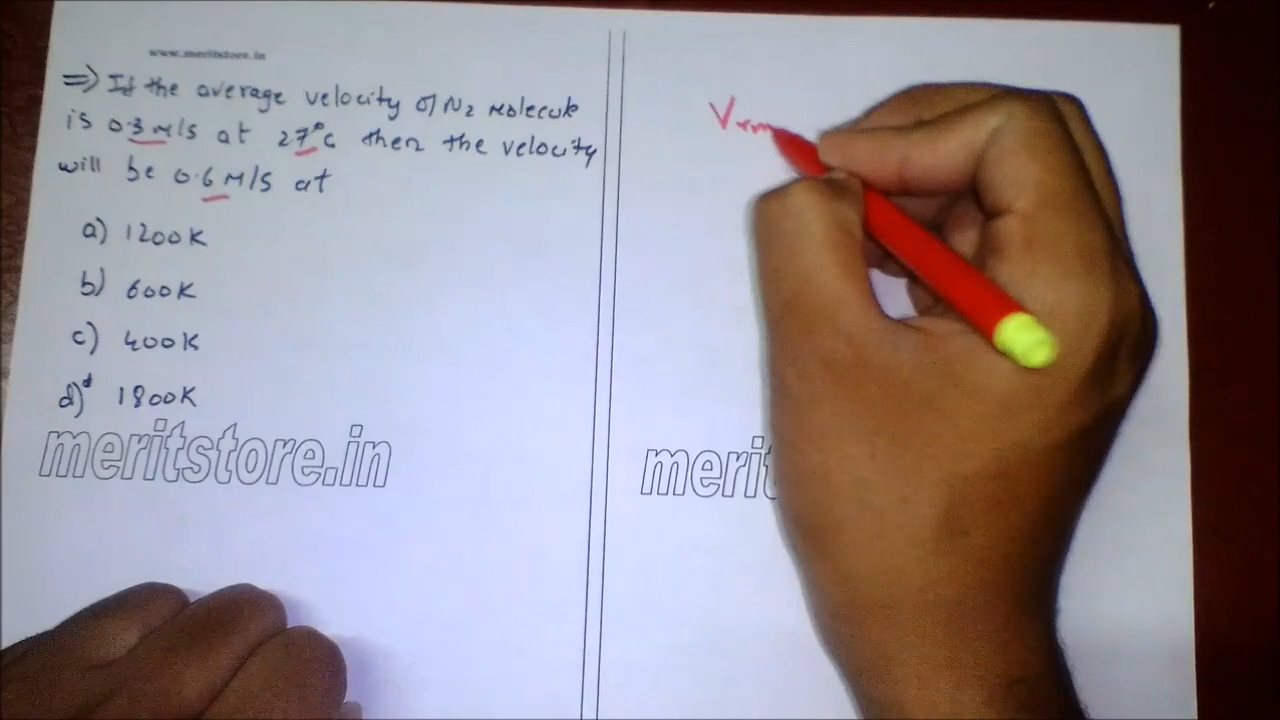 www.meritstore.in
=> If the average velocity of N2 molecule
is 0.3 M/S at 27°C then the velocity
will be 0.6 M/S at
a) 1200K
b) 600K
c) 400K
d) 1800K
meritstore.in
Vrm
merit